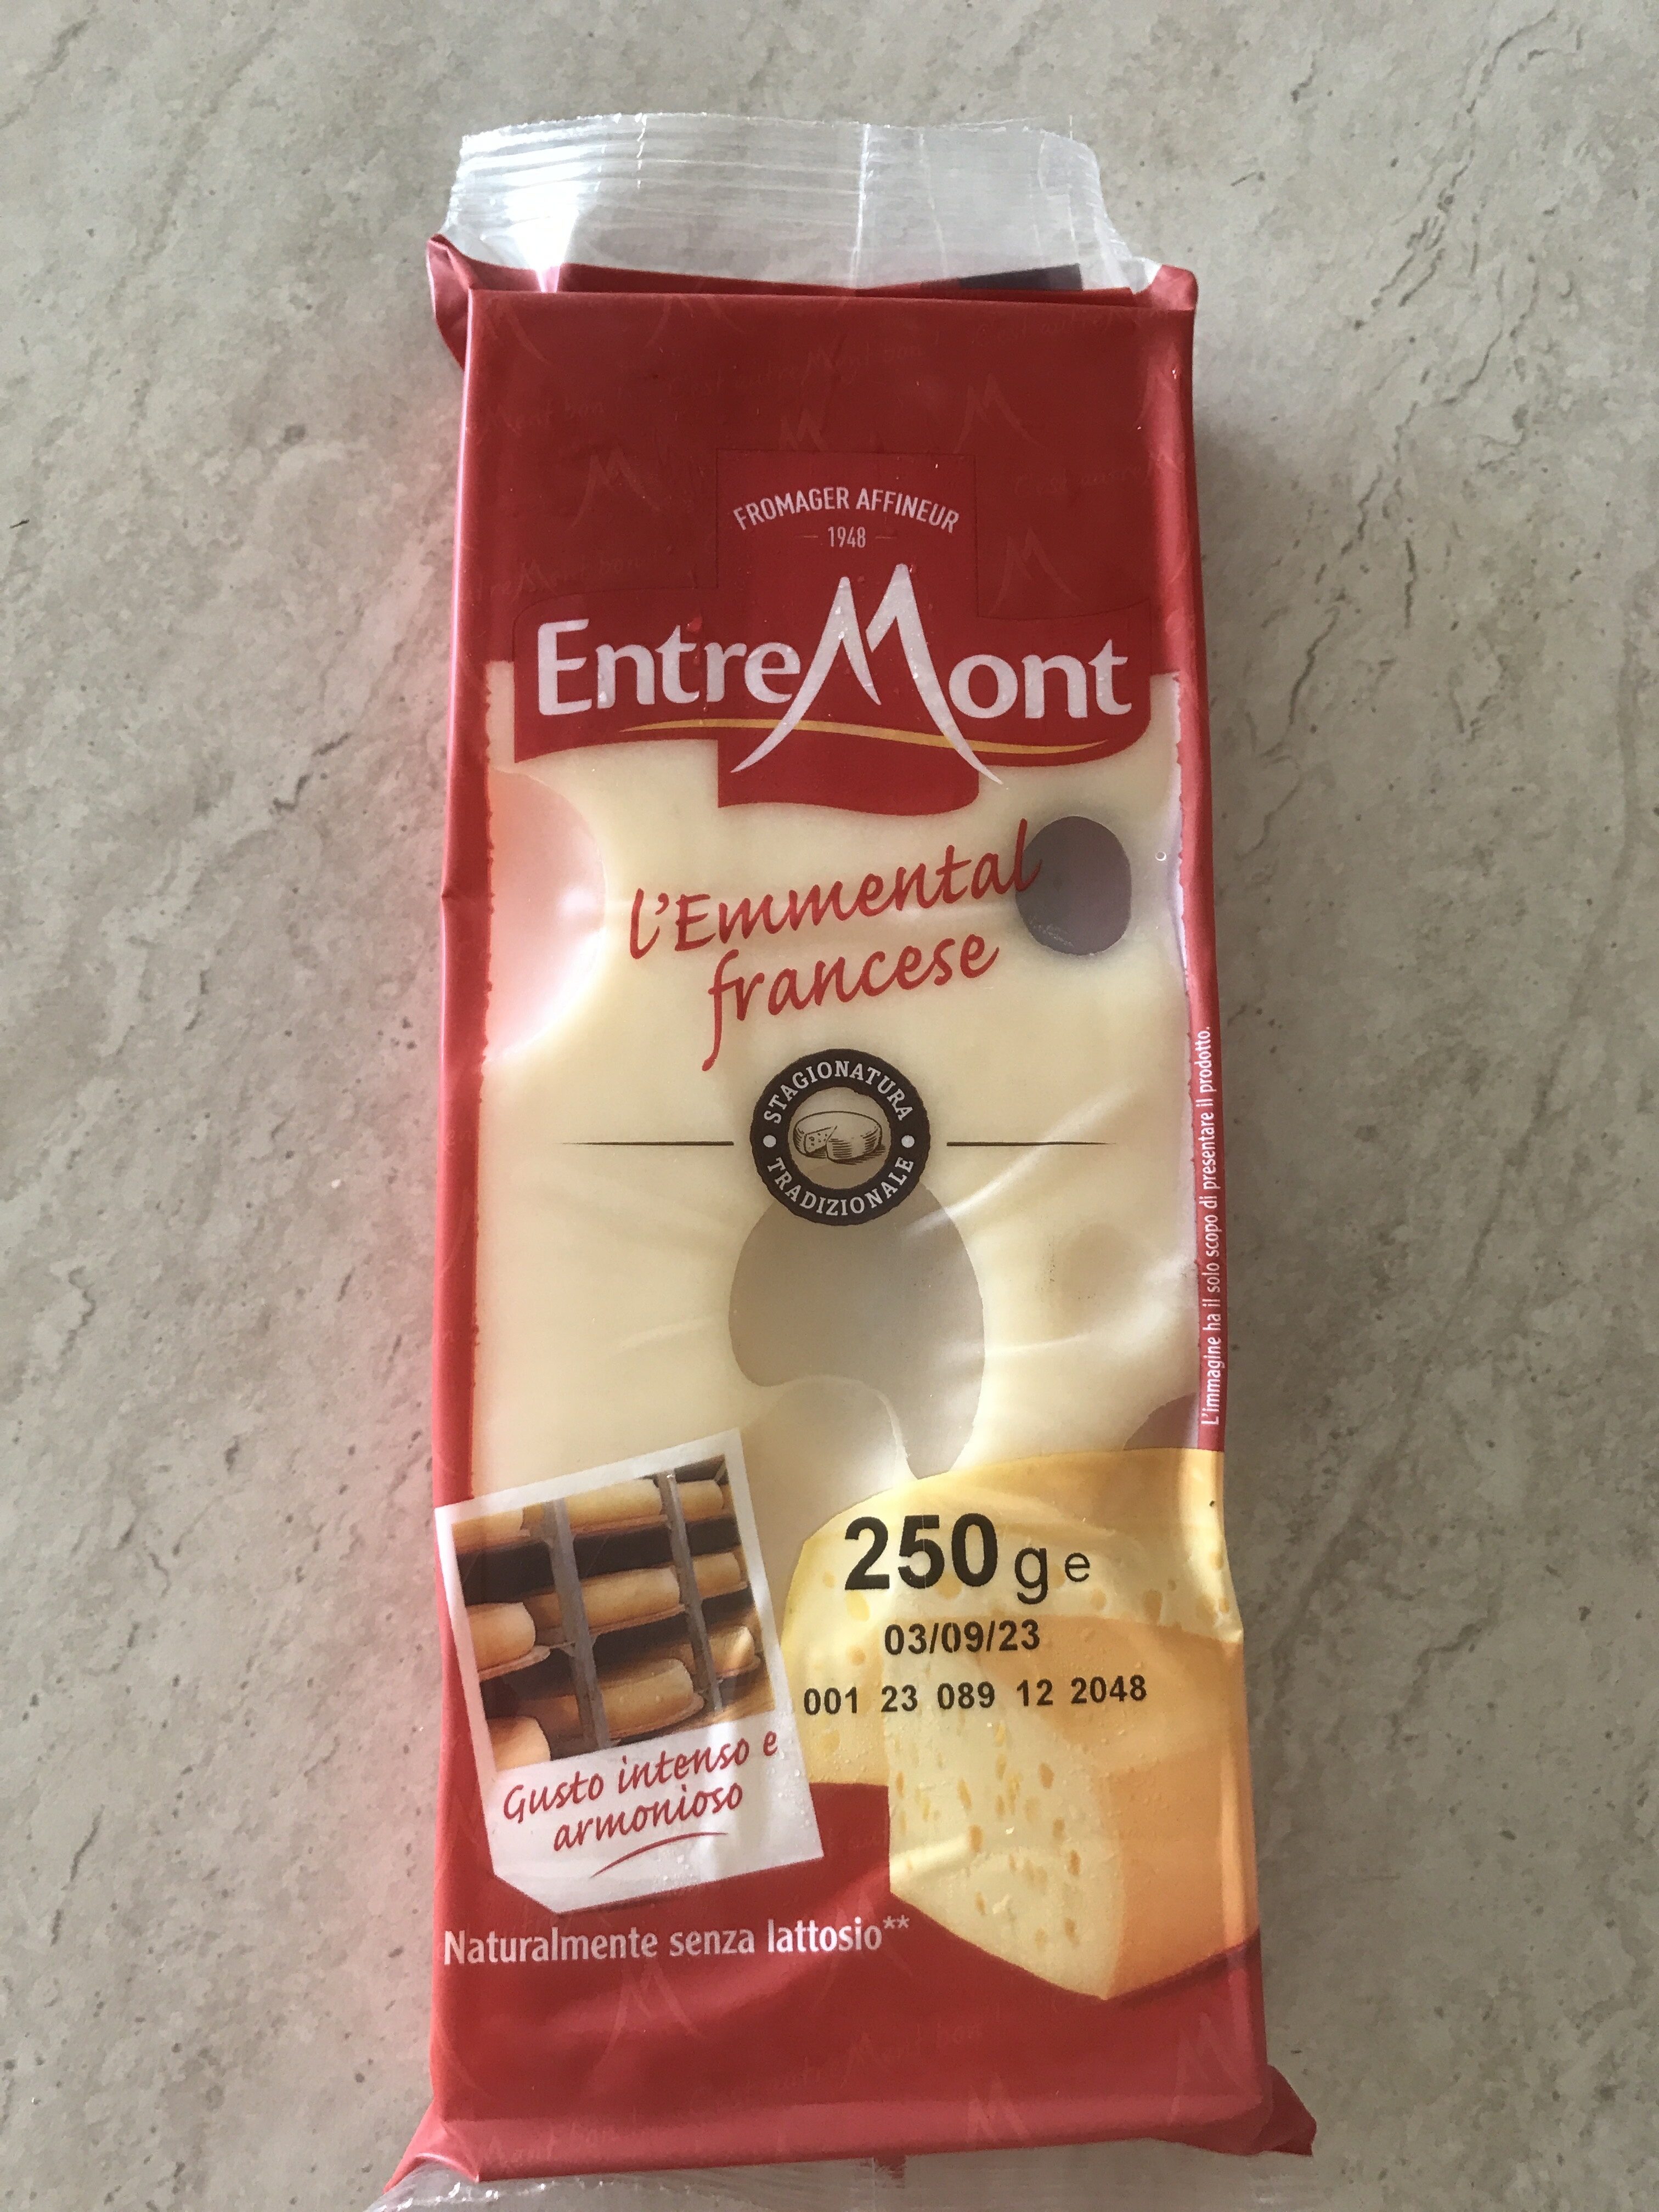 FROMAGER AFFINEUR
1948
EntreMont
l'Emmental
francese
STAGIONATURA
TRADIZIONALE
L'immagine ha il solo scopo di presentare il prodotto.
250 g e
03/09/23
001 23 089 12 2048
Gusto intenso e
armonioso
Naturalmente senza lattosio**